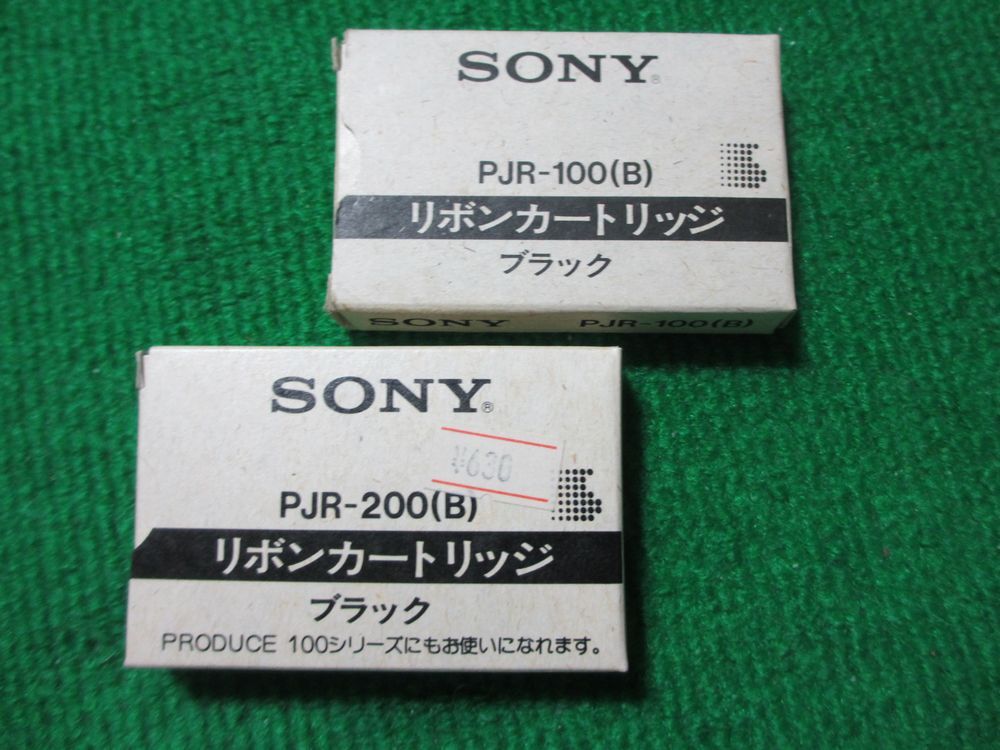 SONY®
PJR-100(B)
リボンカートリッジ
ブラック
SONY PJR-100(B)
SONY®
¥630
PJR-200(B)
リボンカートリッジ
ブラック
PRODUCE 100シリーズにもお使いになれます。